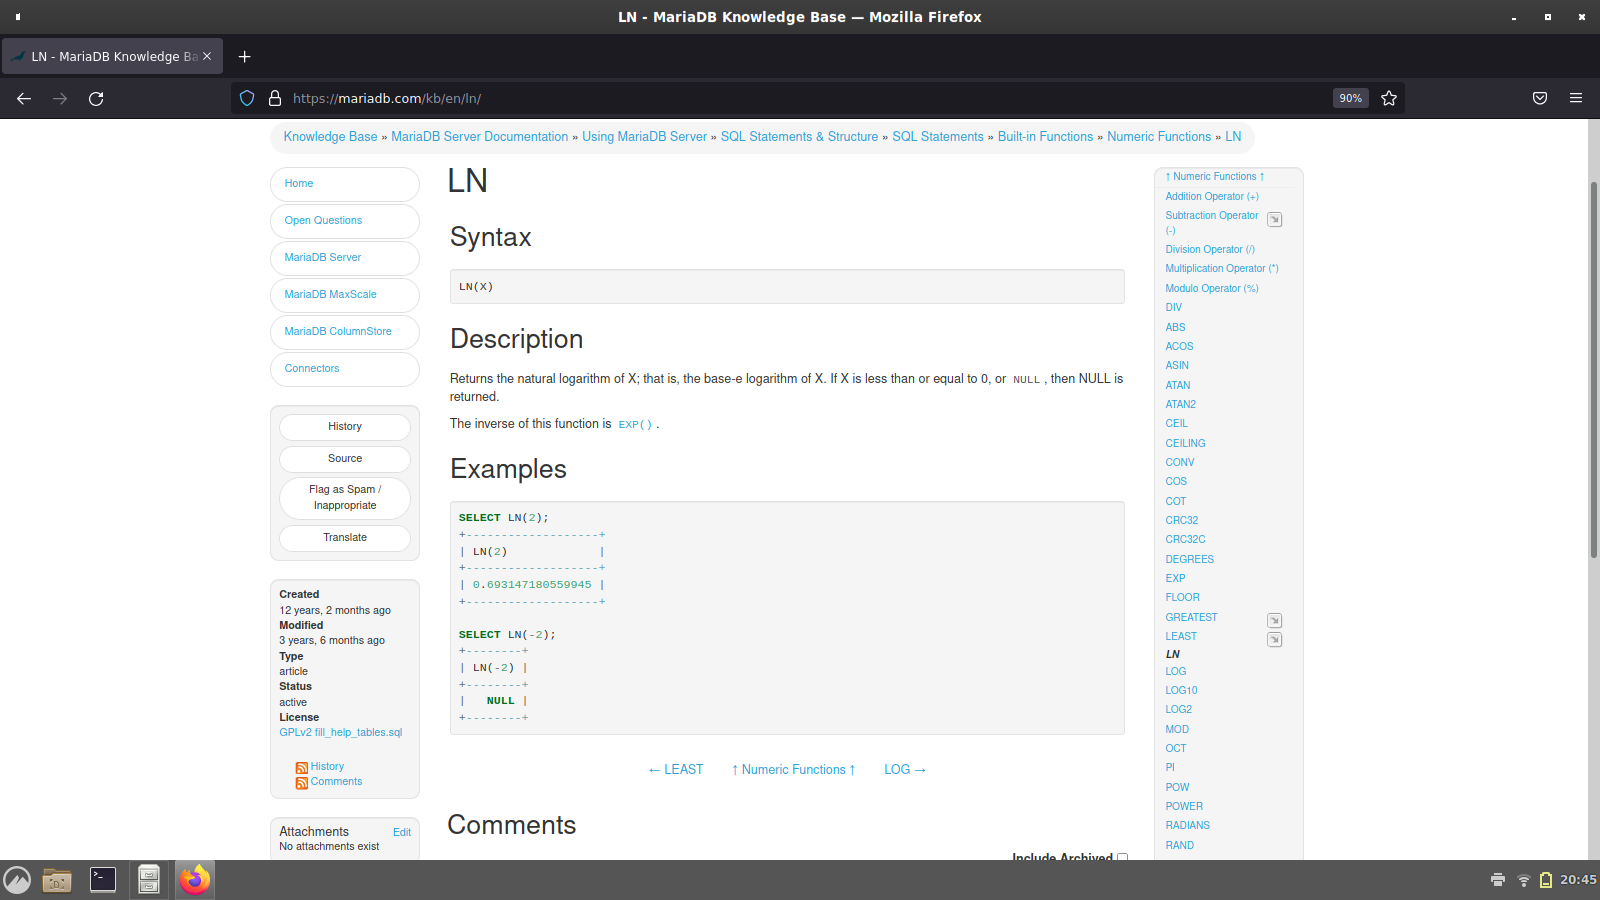 LN - MariaDB Knowledge Base — Mozilla Firefox
LN - MariaDB Knowledge Ba
https://mariadb.com/kb/en/ln/
90%
Knowledge Base » MariaDB Server Documentation » Using MariaDB Server » SQL Statements & Structure » SQL Statements » Built-in Functions » Numeric Functions » LN
Home
Open Questions
MariaDB Server
MariaDB MaxScale
MariaDB ColumnStore
Connectors
History
Source
Flag as Spam /
Inappropriate
Translate
Created
12 years, 2 months ago
Modified
3 years, 6 months ago
Type
article
Status
active
License
GPLv2 fill_help_tables.sql
History
Comments
Attachments Edit
No attachments exist
LN
Syntax
LN(X)
Description
Returns the natural logarithm of X; that is, the base-e logarithm of X. If X is less than or equal to 0, or NULL , then NULL is
returned.
The inverse of this function is EXP() .
Examples
SELECT LN(2);
+-------------------+
| LN(2)             |
+-------------------+
| 0.693147180559945 |
+-------------------+
SELECT LN(-2);
+--------+
| LN(-2) |
+--------+
|   NULL |
+--------+
← LEAST ↑ Numeric Functions ↑ LOG →
Comments
Include Archived
↑ Numeric Functions ↑
Addition Operator (+)
Subtraction Operator
(-)
Division Operator (/)
Multiplication Operator (*)
Modulo Operator (%)
DIV
ABS
ACOS
ASIN
ATAN
ATAN2
CEIL
CEILING
CONV
COS
COT
CRC32
CRC32C
DEGREES
EXP
FLOOR
GREATEST
LEAST
LN
LOG
LOG10
LOG2
MOD
OCT
PI
POW
POWER
RADIANS
RAND
20:45